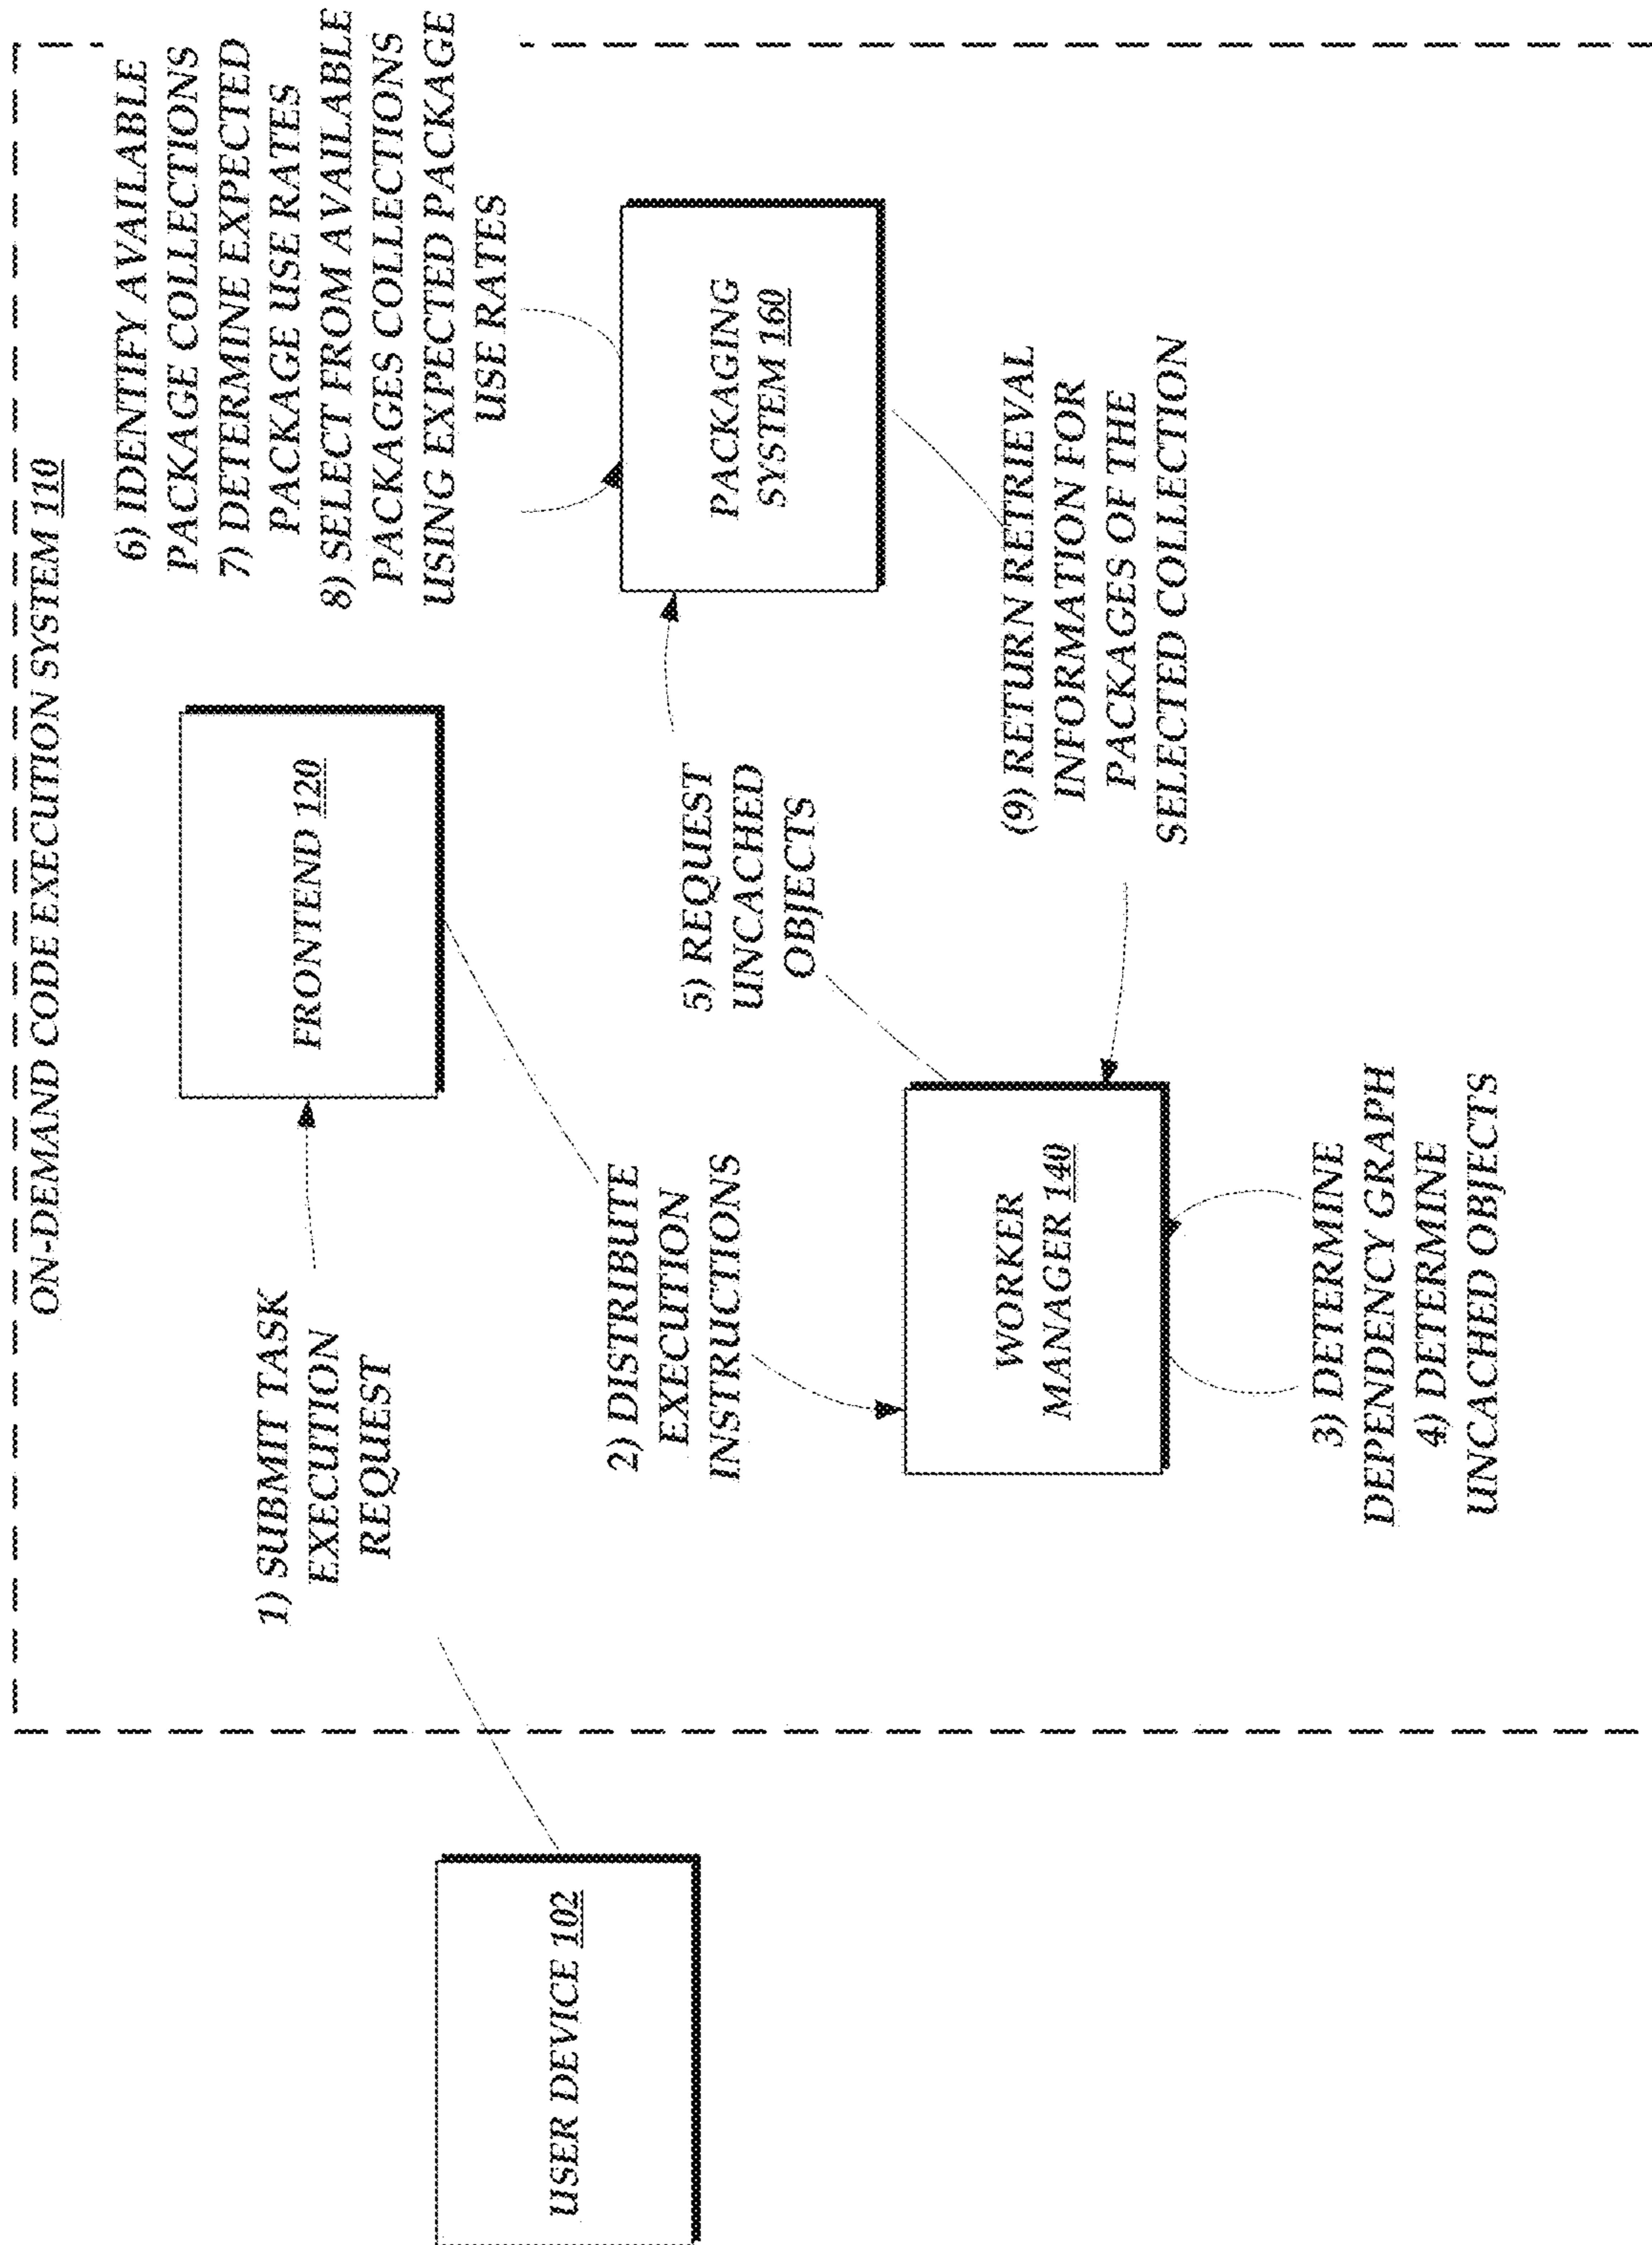 ON-DEMAND CODE EXECUTION SYSTEM 110
1) SUBMIT TASK
EXECUTION
REQUEST
FRONTEND 120
6) IDENTIFY AVAILABLE
PACKAGE COLLECTIONS
7) DETERMINE EXPECTED
PACKAGE USE RATES
8) SELECT FROM AVAILABLE
PACKAGES COLLECTIONS
USING EXPECTED PACKAGE
USE RATES
USER DEVICE 102
2) DISTRIBUTE
EXECUTION
INSTRUCTIONS
5) REQUEST
UNCACHED
OBJECTS
PACKAGING
SYSTEM 160
WORKER
MANAGER 140
(9) RETURN RETRIEVAL
INFORMATION FOR
PACKAGES OF THE
SELECTED COLLECTION
3) DETERMINE
DEPENDENCY GRAPH
4) DETERMINE
UNCACHED OBJECTS